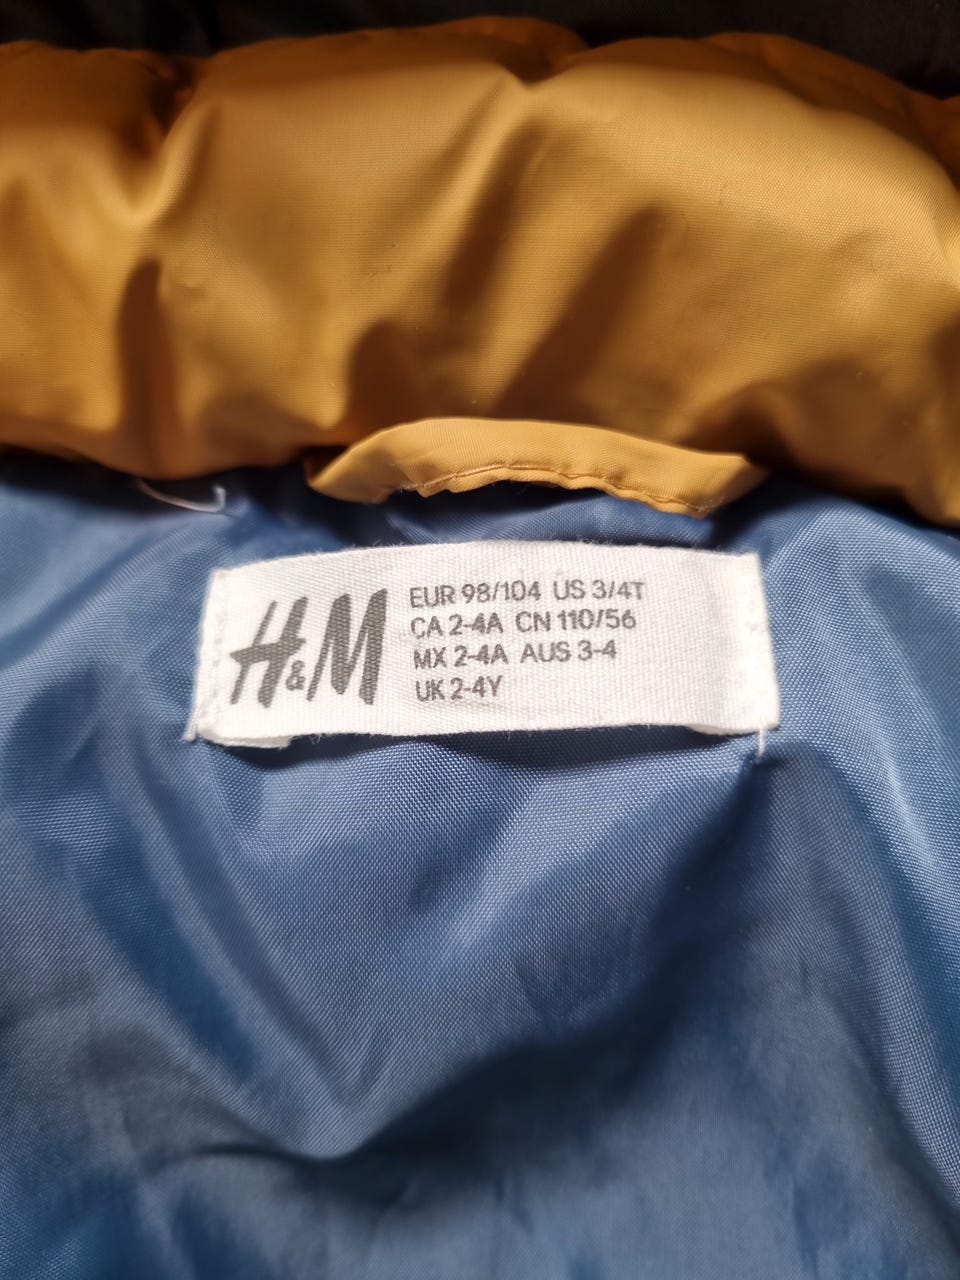 H&M
EUR 98/104 US 3/4T
CA 2-4A CN 110/56
MX 2-4A AUS 3-4
UK 2-4Y